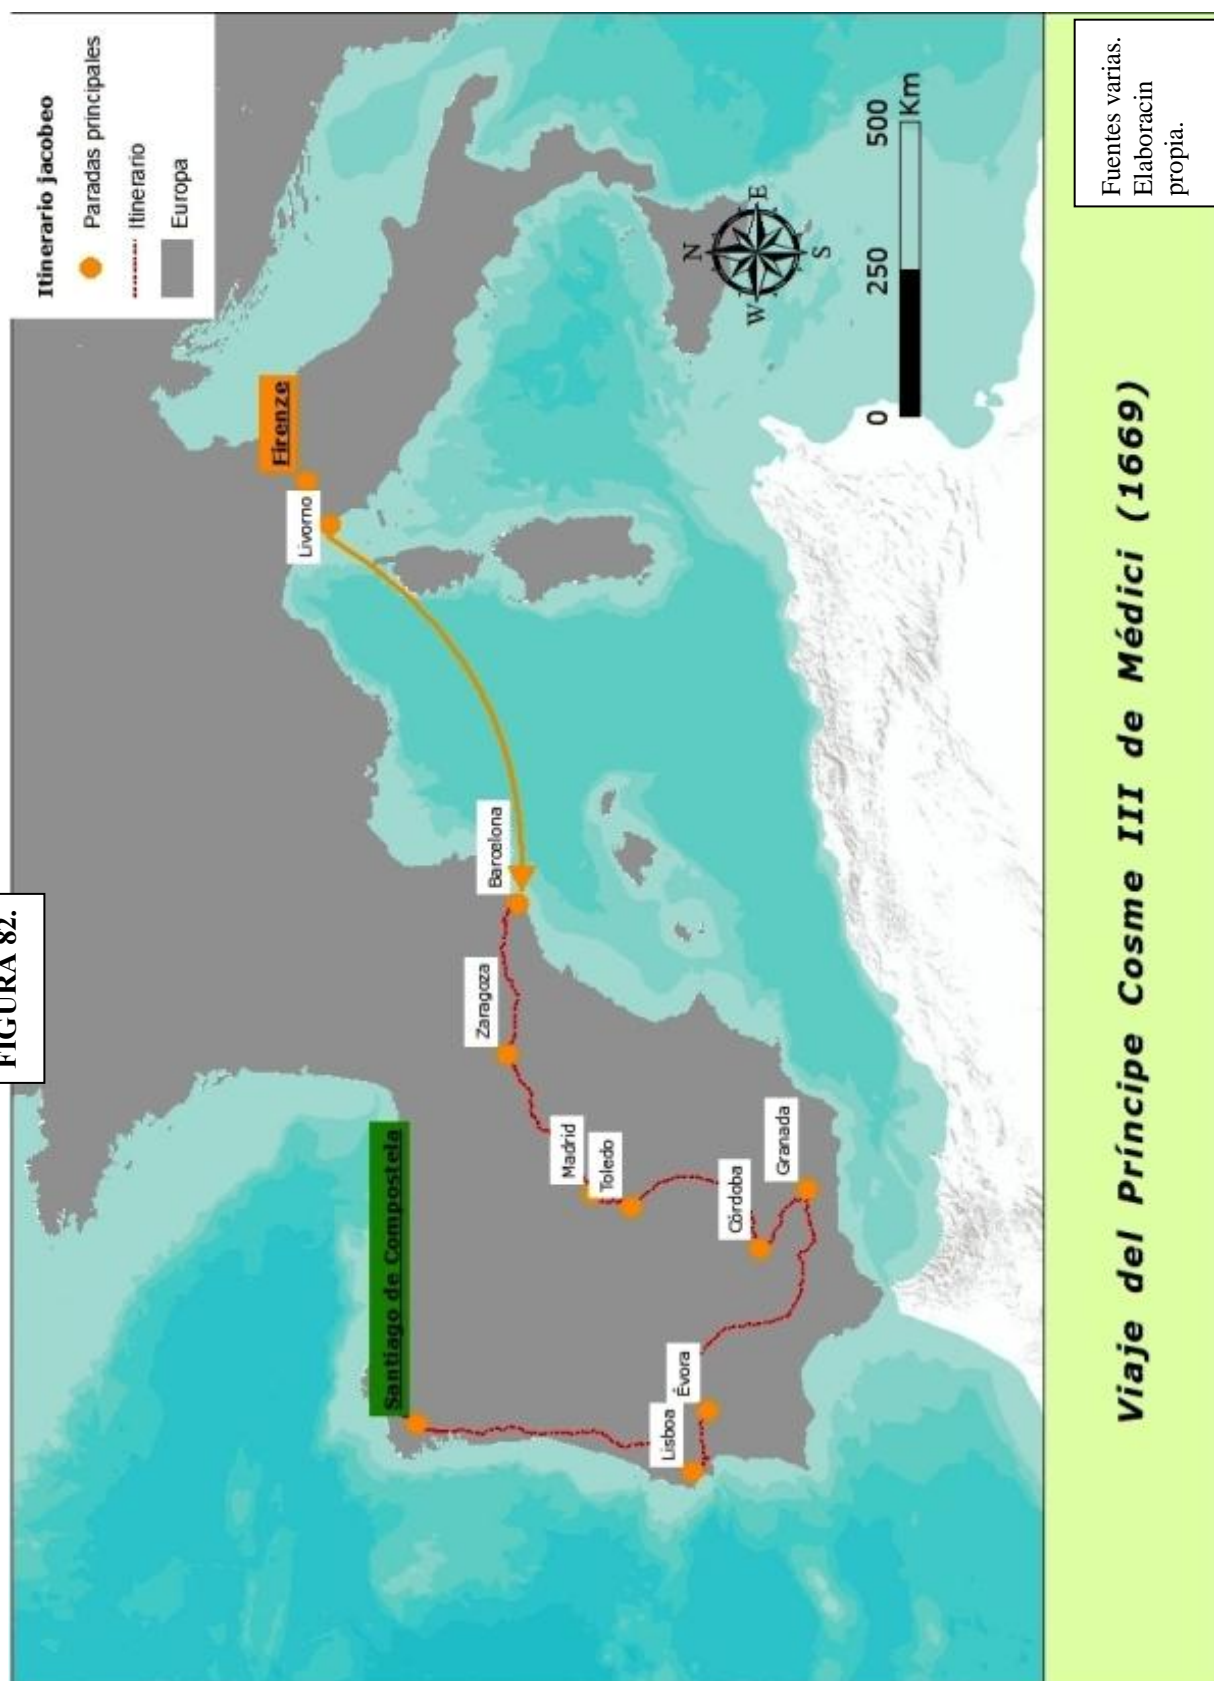 FIGURA 82.
Itinerario jacobeo
Paradas principales
Itinerario
Europa
Firenze
Livorno
Barcelona
Zaragoza
Madrid
Toledo
Córdoba
Granada
Évora
Lisboa
Santiago de Compostela
N
W
E
S
0
250
500
Km
Viaje del Príncipe Cosme III de Médici (1669)
Fuentes varias.
Elaboracin
propia.